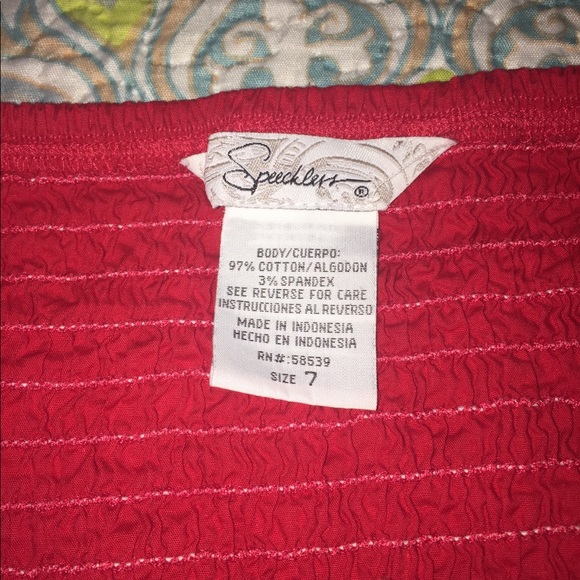 Speechless ®
BODY/CUERPO:
97% COTTON/ALGODON
3% SPANDEX
SEE REVERSE FOR CARE
INSTRUCCIONES AL REVERSO
MADE IN INDONESIA
HECHO EN INDONESIA
RN#:58539
SIZE 7